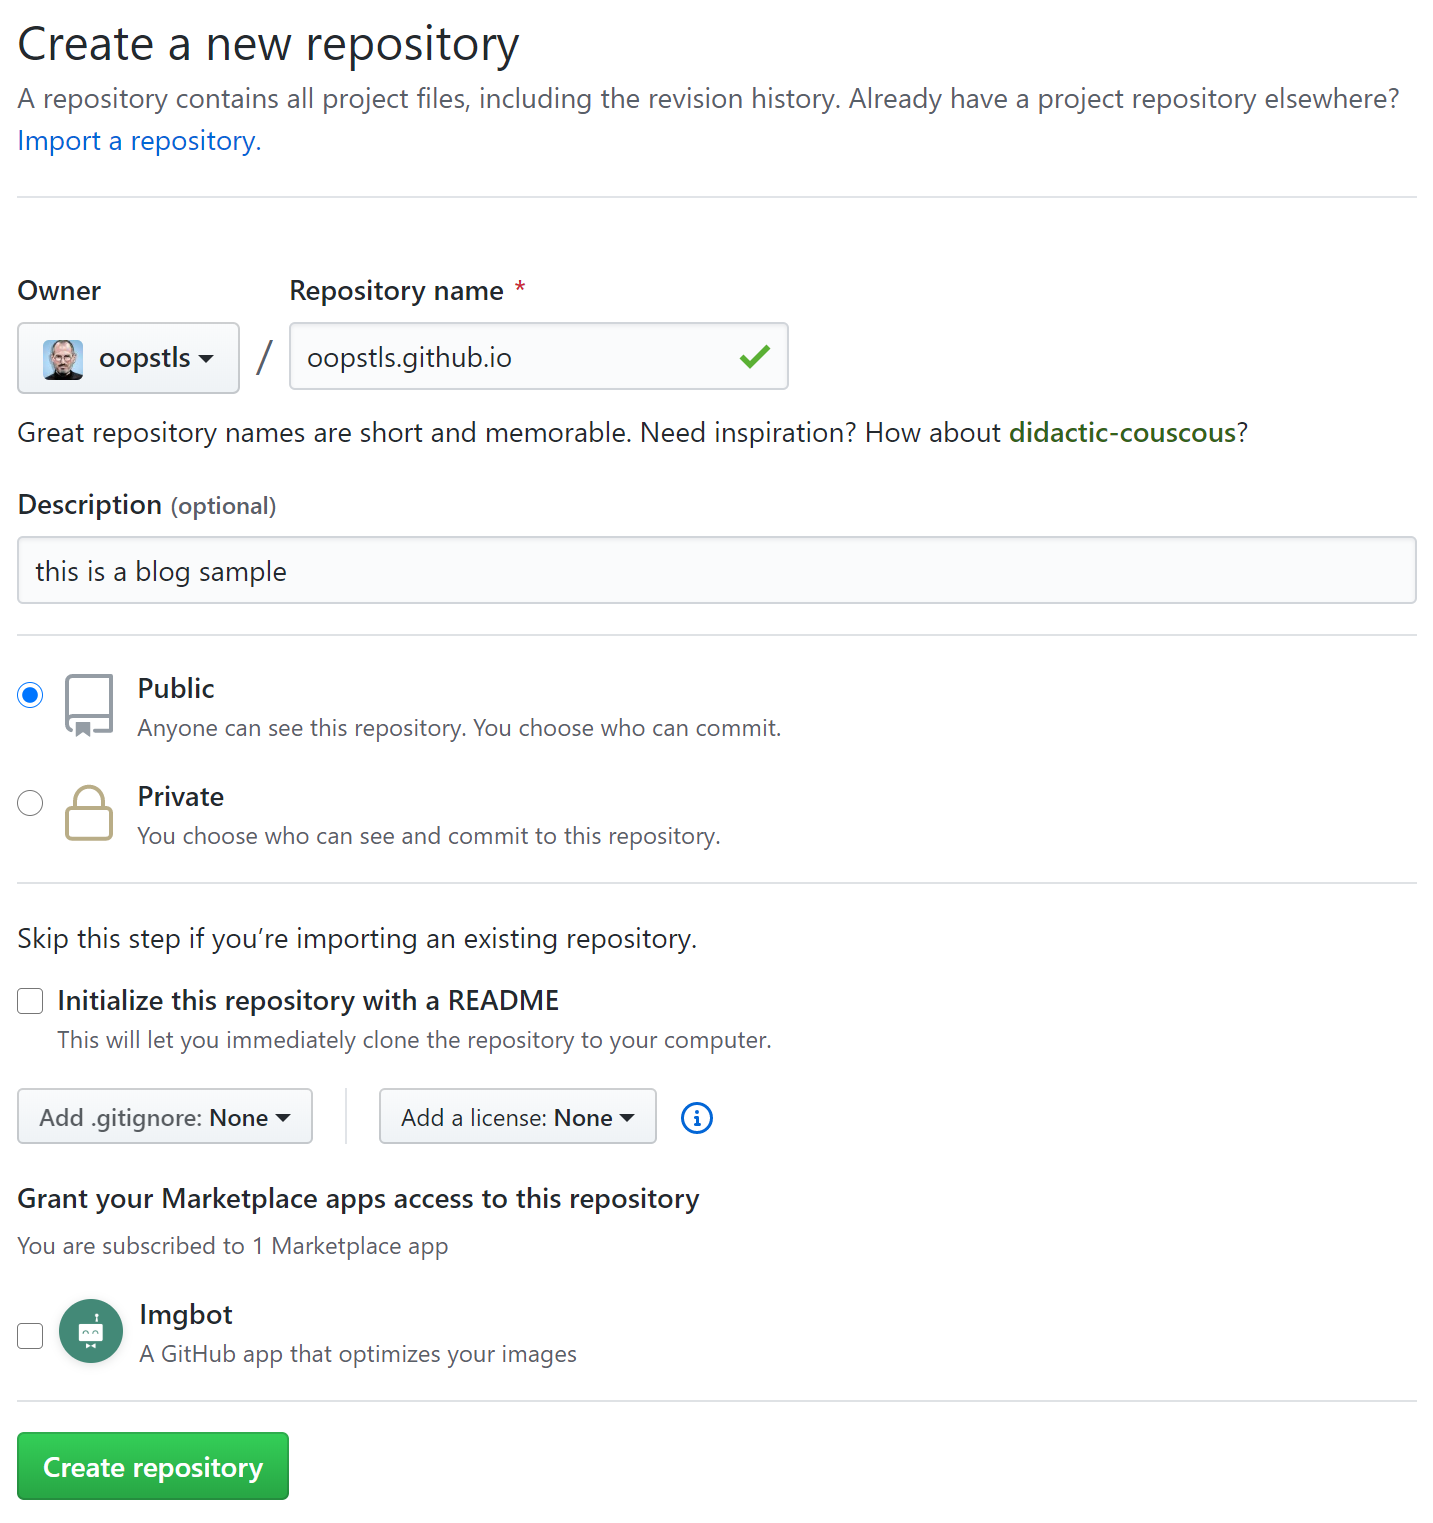 Create a new repository
A repository contains all project files, including the revision history. Already have a project repository elsewhere?
Import a repository.
Owner
Repository name *
oopstls
/
oopstls.github.io
Great repository names are short and memorable. Need inspiration? How about didactic-couscous?
Description (optional)
this is a blog sample
Public
Anyone can see this repository. You choose who can commit.
Private
You choose who can see and commit to this repository.
Skip this step if you’re importing an existing repository.
Initialize this repository with a README
This will let you immediately clone the repository to your computer.
Add .gitignore: None
Add a license: None
Grant your Marketplace apps access to this repository
You are subscribed to 1 Marketplace app
Imgbot
A GitHub app that optimizes your images
Create repository